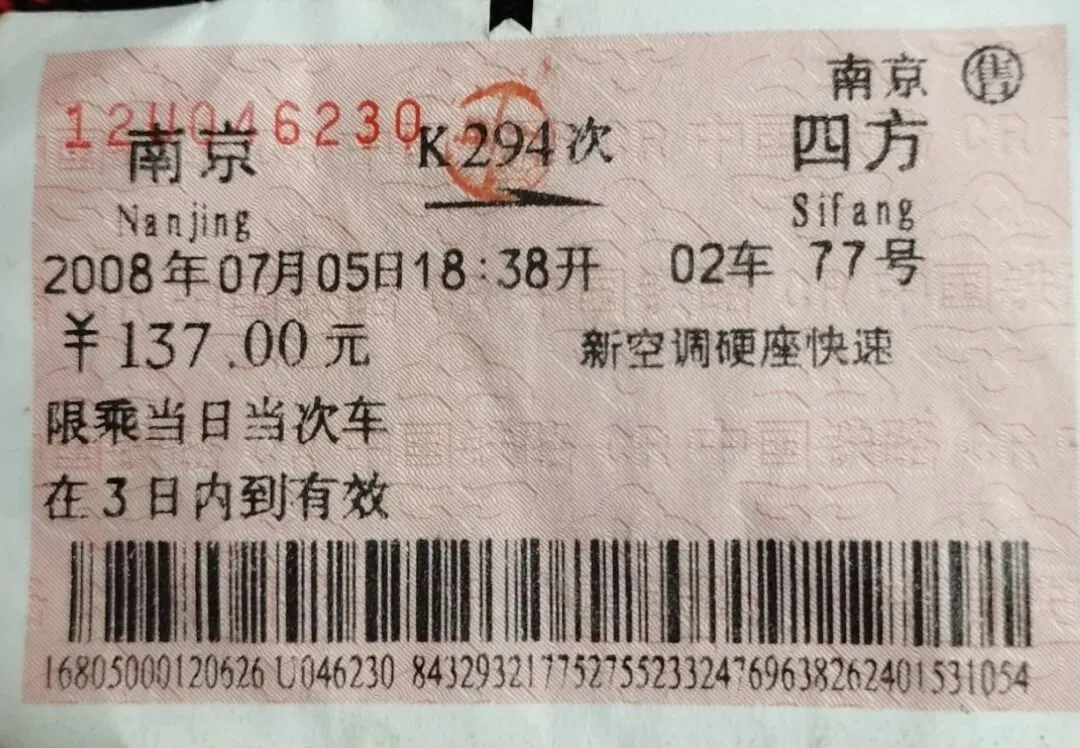 南京 售
12U046230
南京 K294次 四方
Nanjing Sifang
2008年07月05日18:38开 02车 77号
¥137.00元 新空调硬座快速
限乘当日当次车
在3日内到有效
16805000120626 U046230 84329321775275523324769638262401531054